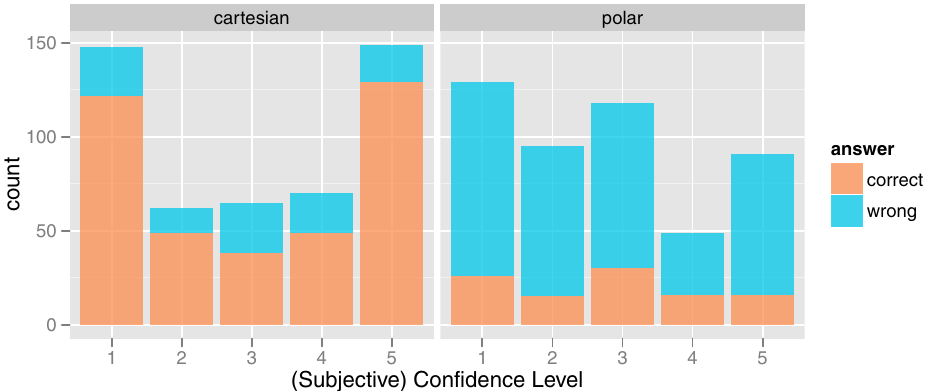 cartesian
polar
150
100
50
0
count
1 2 3 4 5
1 2 3 4 5
(Subjective) Confidence Level
answer
correct
wrong